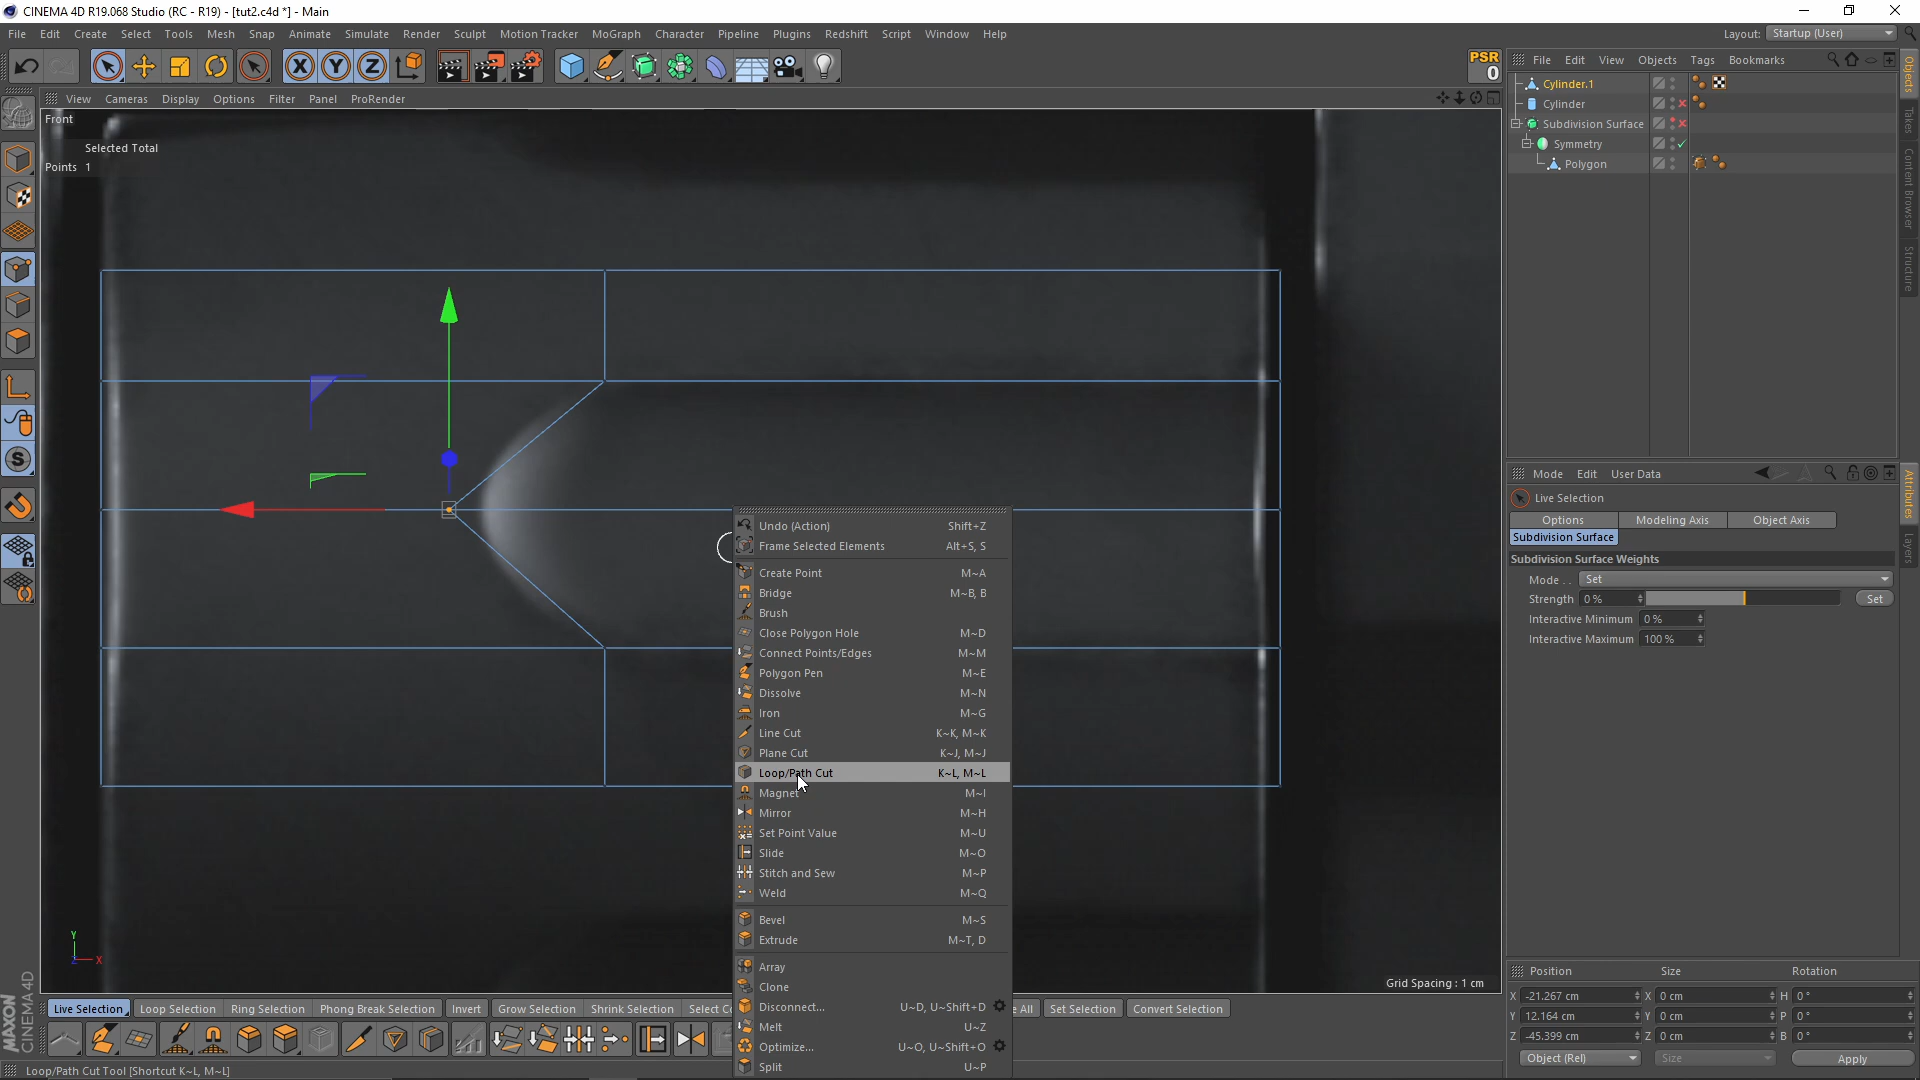 CINEMA 4D R19.068 Studio (RC - R19) - [tut2.c4d *] - Main
File Edit Create Select Tools Mesh Snap Animate Simulate Render Sculpt Motion Tracker MoGraph Character Pipeline Plugins Redshift Script Window Help
Layout: Startup (User)
X Y Z
PSR
0
View Cameras Display Options Filter Panel ProRender
File Edit View Objects Tags Bookmarks
Cylinder.1
Cylinder
Subdivision Surface
Symmetry
Polygon
Objects
Takes
Content Browser
Structure
Front
Selected Total
Points 1
S
Undo (Action) Shift+Z
Frame Selected Elements Alt+S, S
Create Point M~A
Bridge M~B, B
Brush
Close Polygon Hole M~D
Connect Points/Edges M~M
Polygon Pen M~E
Dissolve M~N
Iron M~G
Line Cut K~K, M~K
Plane Cut K~J, M~J
Loop/Path Cut K~L, M~L
Magnet M~I
Mirror M~H
Set Point Value M~U
Slide M~O
Stitch and Sew M~P
Weld M~Q
Bevel M~S
Extrude M~T, D
Array
Clone
Disconnect... U~D, U~Shift+D
Melt U~Z
Optimize... U~O, U~Shift+O
Split U~P
Mode Edit User Data
Live Selection
Options Modeling Axis Object Axis
Subdivision Surface
Subdivision Surface Weights
Mode . . Set
Strength 0 % Set
Interactive Minimum 0 %
Interactive Maximum 100 %
Attributes
Layers
Y
Z X
Grid Spacing : 1 cm
Live Selection Loop Selection Ring Selection Phong Break Selection Invert Grow Selection Shrink Selection Select Co e All Set Selection Convert Selection
Position Size Rotation
X -21.267 cm X 0 cm H 0 °
Y 12.164 cm Y 0 cm P 0 °
Z -45.399 cm Z 0 cm B 0 °
Object (Rel) Size Apply
MAXON
CINEMA 4D
Loop/Path Cut Tool [Shortcut K~L, M~L]